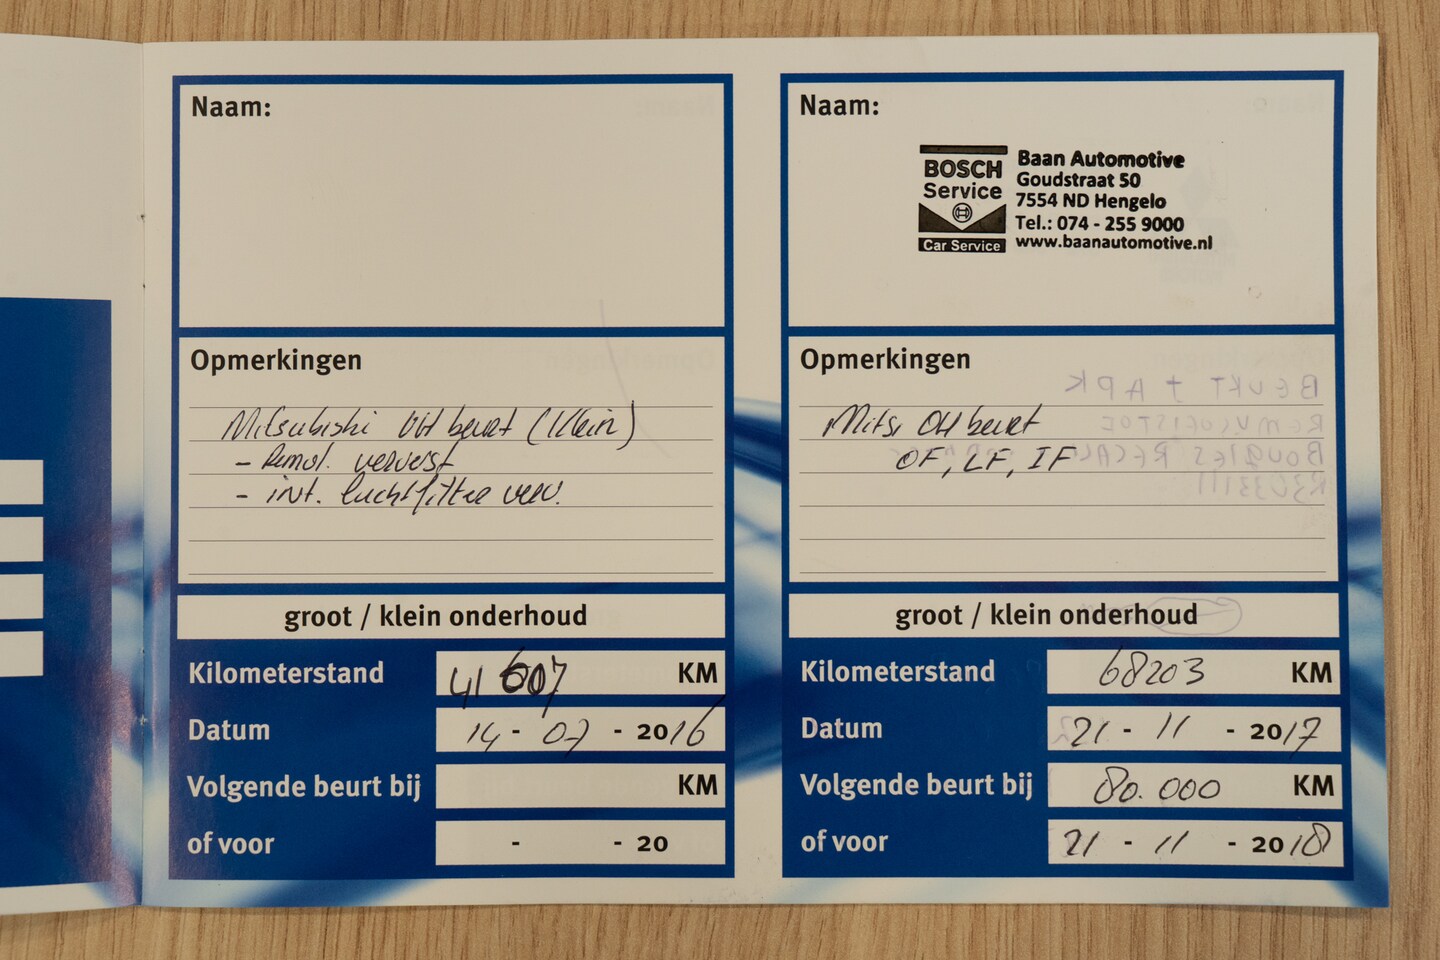 Naam:
Opmerkingen
Mitsubishi OH beurt (Klein)
- Remvl. ververst
- int. luchtfilter verv.
groot / klein onderhoud
Kilometerstand 41 607 KM
Datum 14 - 07 - 2016
Volgende beurt bij KM
of voor - - 20
Naam:
BOSCH
Service
Car Service
Baan Automotive
Goudstraat 50
7554 ND Hengelo
Tel.: 074 - 255 9000
www.baanautomotive.nl
Opmerkingen
Mitsi OH beurt
OF, LF, IF
groot / klein onderhoud
Kilometerstand 68203 KM
Datum 21 - 11 - 2017
Volgende beurt bij 80.000 KM
of voor 21 - 11 - 2018